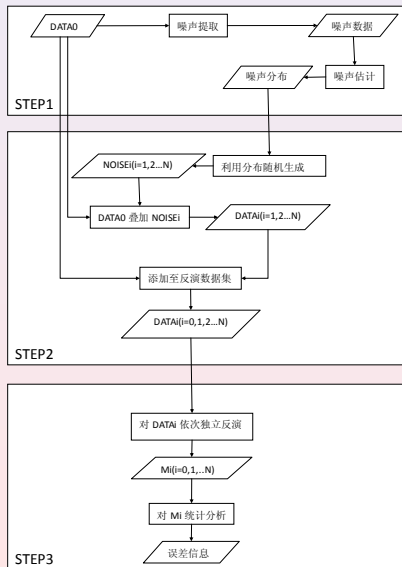 DATA0
噪声提取
噪声数据
噪声分布
噪声估计
STEP1
NOISEi(i=1,2...N)
利用分布随机生成
DATA0 叠加 NOISEi
DATAi(i=1,2...N)
添加至反演数据集
DATAi(i=0,1,2...N)
STEP2
对 DATAi 依次独立反演
Mi(i=0,1,..N)
对 Mi 统计分析
误差信息
STEP3